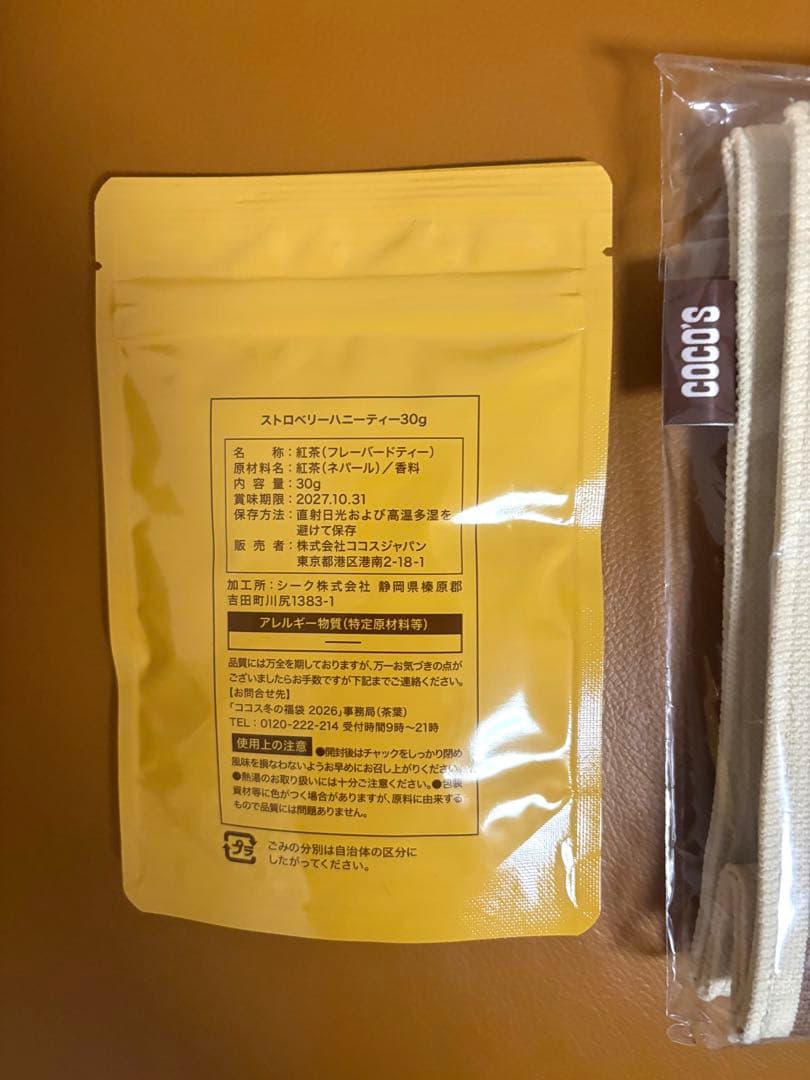 ストロベリーハニーティー30g
名 称：紅茶（フレーバードティー）
原材料名：紅茶（ネパール）／香料
内 容 量：30g
賞味期限：2027.10.31
保存方法：直射日光および高温多湿を
避けて保存
販 売 者：株式会社ココスジャパン
東京都港区港南2-18-1
加工所：シーク株式会社 静岡県榛原郡
吉田町川尻1383-1
アレルギー物質（特定原材料等）
―
品質には万全を期しておりますが、万一お気づきの点が
ございましたらお手数ですが下記までご連絡ください。
【お問合せ先】
「ココス冬の福袋 2026」事務局（茶葉）
TEL：0120-222-214 受付時間9時〜21時
使用上の注意 ●開封後はチャックをしっかり閉め
風味を損なわないようお早めにお召し上がりください。
●熱湯のお取り扱いには十分ご注意ください。●包装
資材等に色がつく場合がありますが、原料に由来する
もので品質には問題ありません。
プラ
ごみの分別は自治体の区分に
したがってください。
COCO'S